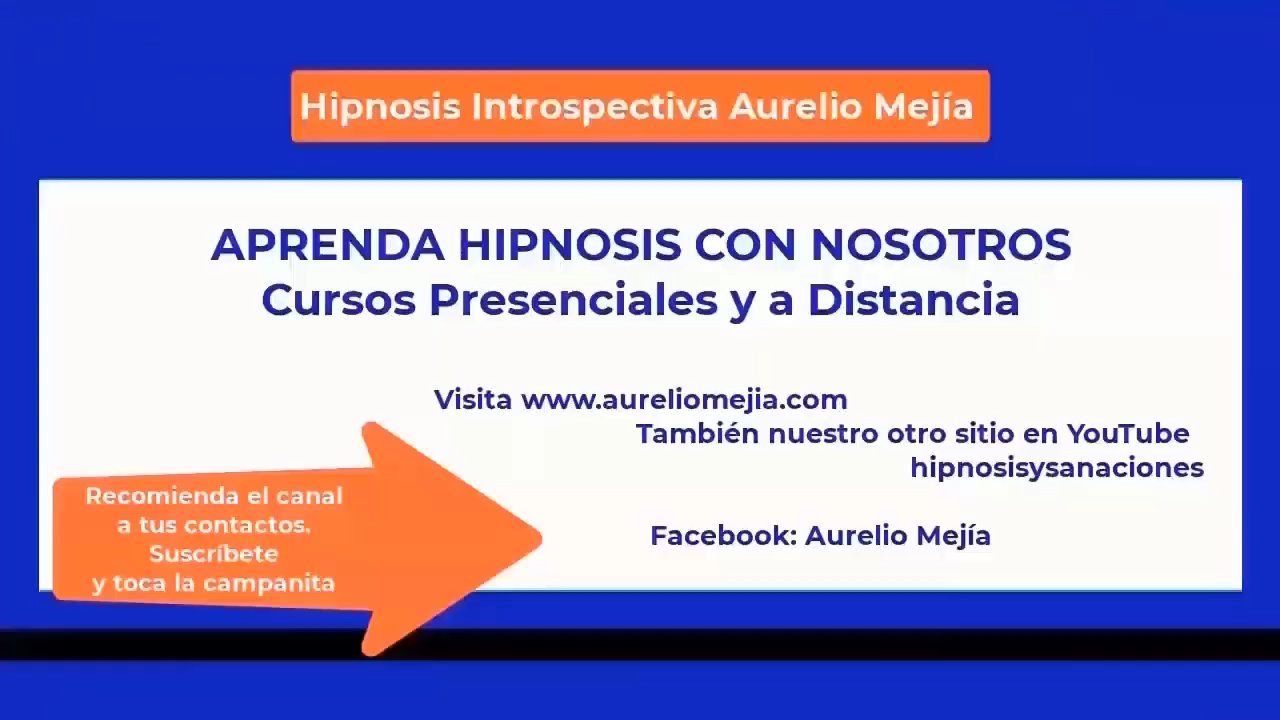 Hipnosis Introspectiva Aurelio Mejía
APRENDA HIPNOSIS CON NOSOTROS
Cursos Presenciales y a Distancia
Visita www.aureliomejia.com
También nuestro otro sitio en YouTube
hipnosisysanaciones
Facebook: Aurelio Mejía
Recomienda el canal
a tus contactos.
Suscríbete
y toca la campanita